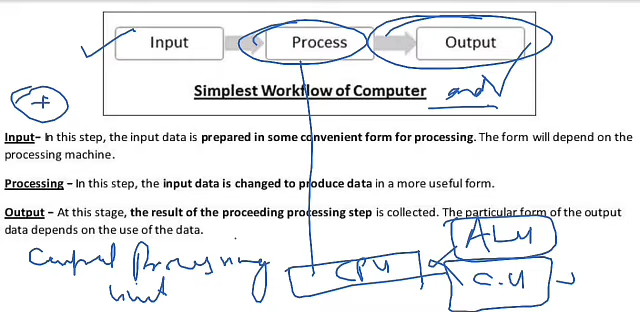 Input Process Output
Simplest Workflow of Computer and
+
Input– In this step, the input data is prepared in some convenient form for processing. The form will depend on the
processing machine.
Processing – In this step, the input data is changed to produce data in a more useful form.
Output – At this stage, the result of the proceeding processing step is collected. The particular form of the output
data depends on the use of the data.
ALU
Central Processing CPU
unit C.U